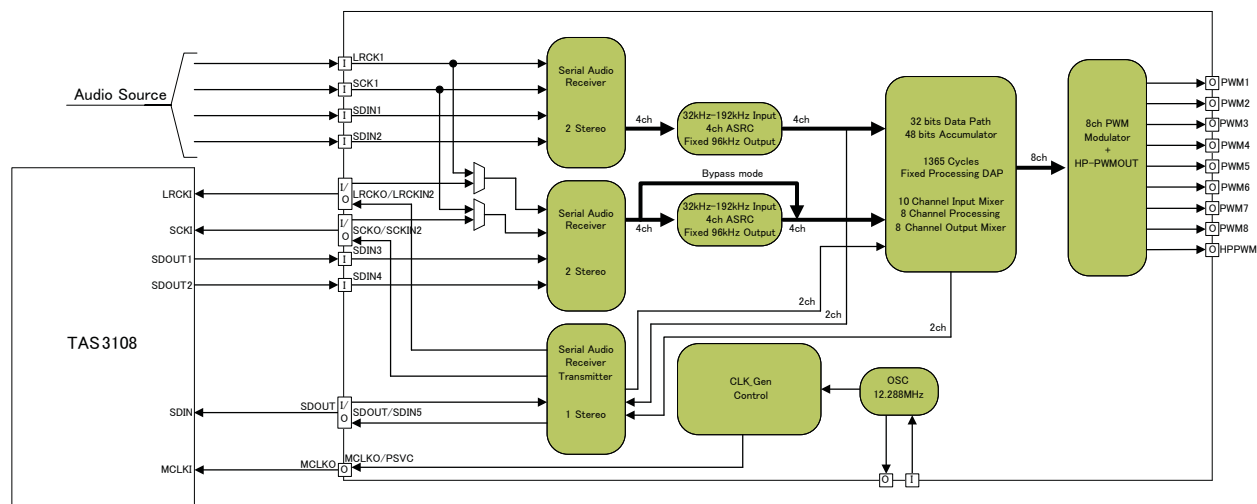 Audio Source
I
LRCK1
I
SCK1
I
SDIN1
I
SDIN2
Serial Audio
Receiver
2 Stereo
4ch
32kHz-192kHz Input
4ch ASRC
Fixed 96kHz Output
4ch
32 bits Data Path
48 bits Accumulator
1365 Cycles
Fixed Processing DAP
10 Channel Input Mixer
8 Channel Processing
8 Channel Output Mixer
8ch
8ch PWM
Modulator
+
HP-PWMOUT
O PWM1
O PWM2
O PWM3
O PWM4
O PWM5
O PWM6
O PWM7
O PWM8
O HPPWM
LRCKI
I/
O
LRCKO/LRCKIN2
SCKI
I/
O
SCKO/SCKIN2
SDOUT1
I
SDIN3
SDOUT2
I
SDIN4
Serial Audio
Receiver
2 Stereo
Bypass mode
4ch
32kHz-192kHz Input
4ch ASRC
Fixed 96kHz Output
4ch
2ch
2ch
2ch
TAS3108
Serial Audio
Receiver
Transmitter
1 Stereo
CLK_Gen
Control
OSC
12.288MHz
SDIN
SDOUT
I/
O
SDOUT/SDIN5
MCLKI
MCLKO
O
MCLKO/PSVC
O
I